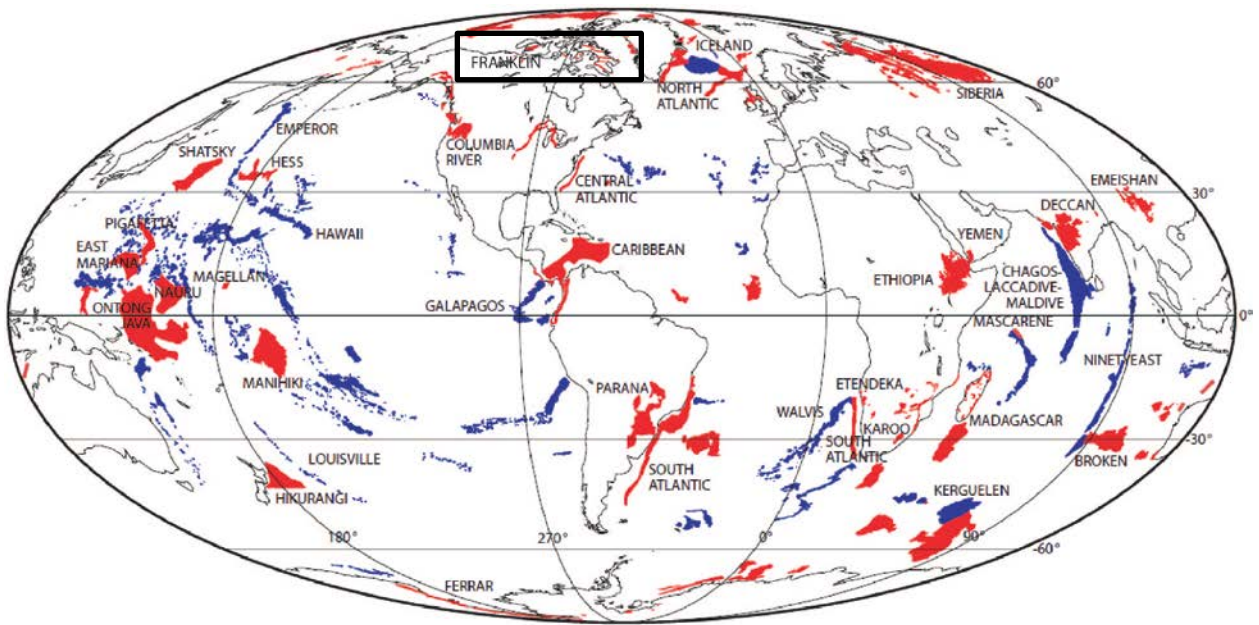 FRANKLIN
ICELAND
NORTH
ATLANTIC
SIBERIA
60°
EMPEROR
SHATSKY
HESS
COLUMBIA
RIVER
CENTRAL
ATLANTIC
EMEISHAN
30°
DECCAN
PIGAFETTA
HAWAII
EAST
MARIANA
MAGELLAN
NAURU
CARIBBEAN
YEMEN
ETHIOPIA
CHAGOS-
LACCADIVE-
MALDIVE
GALAPAGOS
ONTONG
JAVA
0°
MASCARENE
NINETYEAST
MANIHIKI
PARANA
ETENDEKA
WALVIS
KAROO
MADAGASCAR
SOUTH
ATLANTIC
-30°
BROKEN
LOUISVILLE
HIKURANGI
SOUTH
ATLANTIC
KERGUELEN
180°
270°
0°
90°
-60°
FERRAR